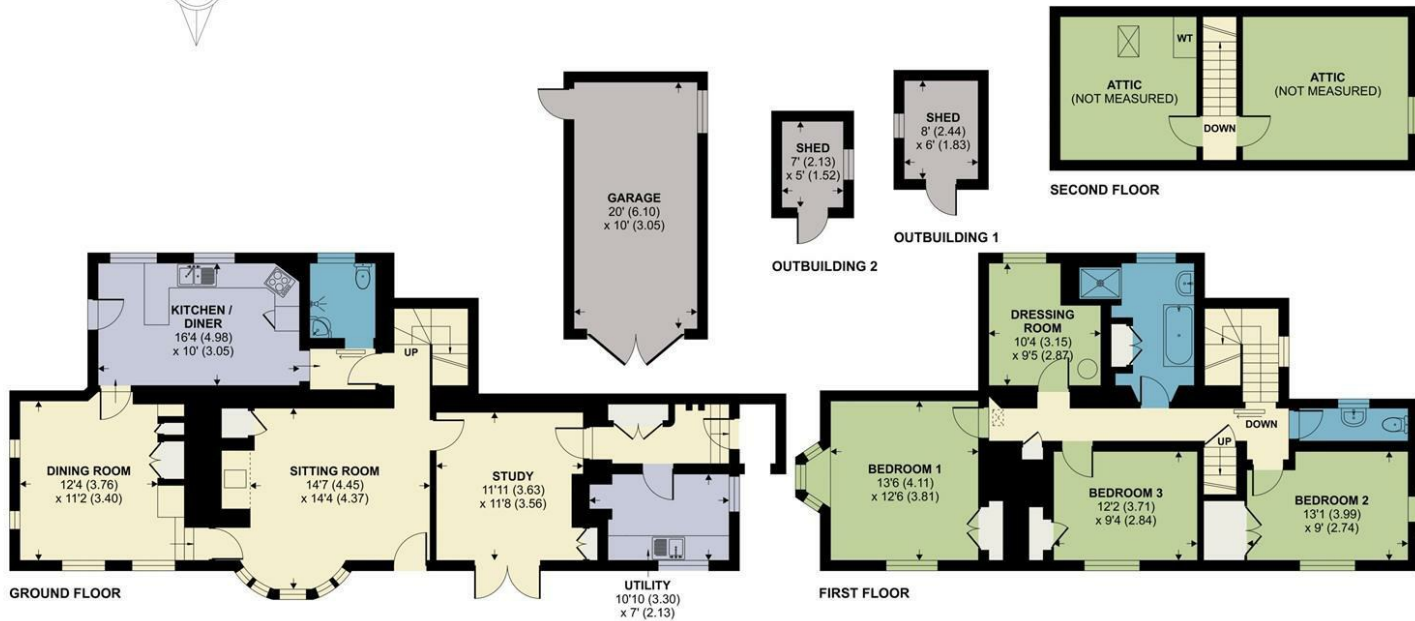 ATTIC
(NOT MEASURED)
WT
DOWN
ATTIC
(NOT MEASURED)
SECOND FLOOR
SHED
8' (2.44)
x 6' (1.83)
OUTBUILDING 1
SHED
7' (2.13)
x 5' (1.52)
OUTBUILDING 2
GARAGE
20' (6.10)
x 10' (3.05)
KITCHEN /
DINER
16'4 (4.98)
x 10' (3.05)
UP
DINING ROOM
12'4 (3.76)
x 11'2 (3.40)
SITTING ROOM
14'7 (4.45)
x 14'4 (4.37)
STUDY
11'11 (3.63)
x 11'8 (3.56)
UTILITY
10'10 (3.30)
x 7' (2.13)
GROUND FLOOR
DRESSING
ROOM
10'4 (3.15)
x 9'5 (2.87)
BEDROOM 1
13'6 (4.11)
x 12'6 (3.81)
BEDROOM 3
12'2 (3.71)
x 9'4 (2.84)
UP
DOWN
BEDROOM 2
13'1 (3.99)
x 9' (2.74)
FIRST FLOOR